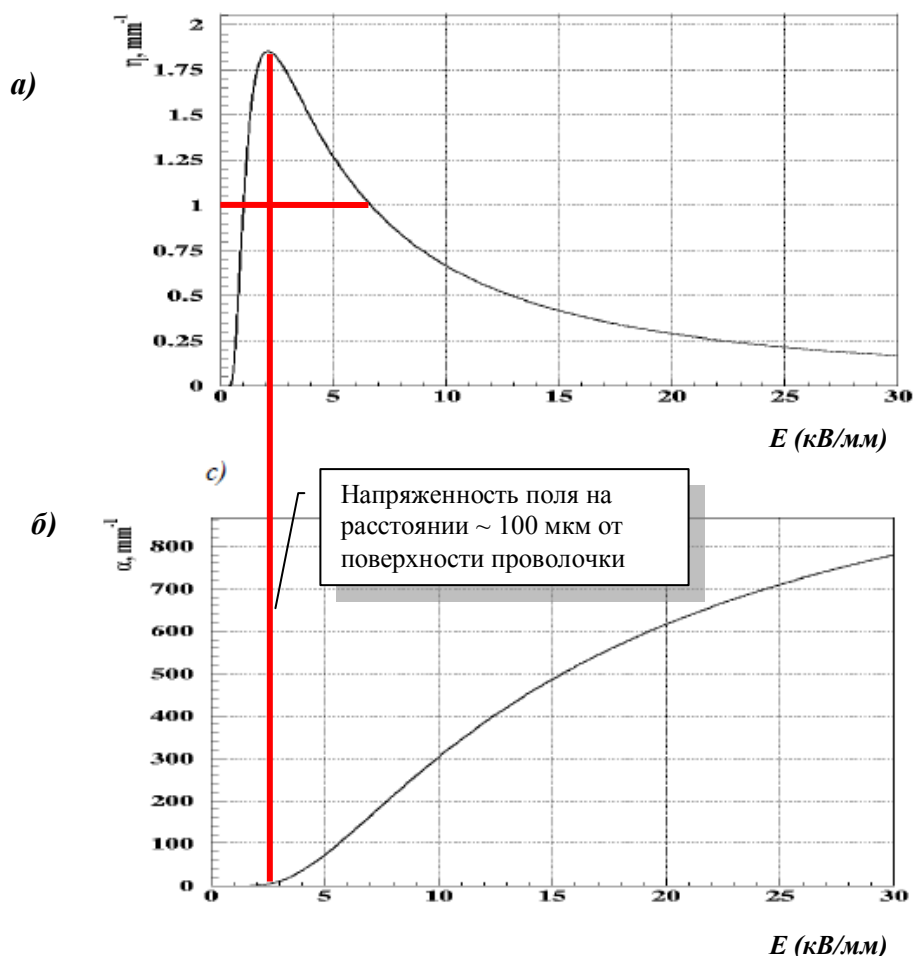 а)
η, mm⁻¹
2
1.75
1.5
1.25
1
0.75
0.5
0.25
0
0 5 10 15 20 25 30
E (кВ/мм)
с)
Напряженность поля на
расстоянии ~ 100 мкм от
поверхности проволочки
б)
α, mm⁻¹
800
700
600
500
400
300
200
100
0
0 5 10 15 20 25 30
E (кВ/мм)